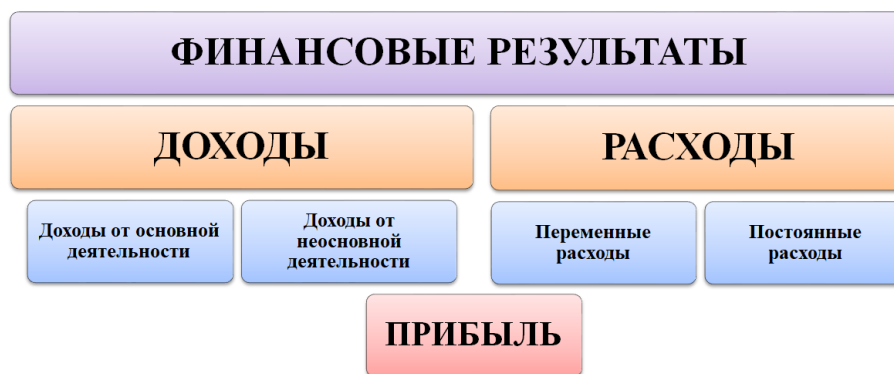 ФИНАНСОВЫЕ РЕЗУЛЬТАТЫ
ДОХОДЫ
РАСХОДЫ
Доходы от основной
деятельности
Доходы от
неосновной
деятельности
Переменные
расходы
Постоянные
расходы
ПРИБЫЛЬ